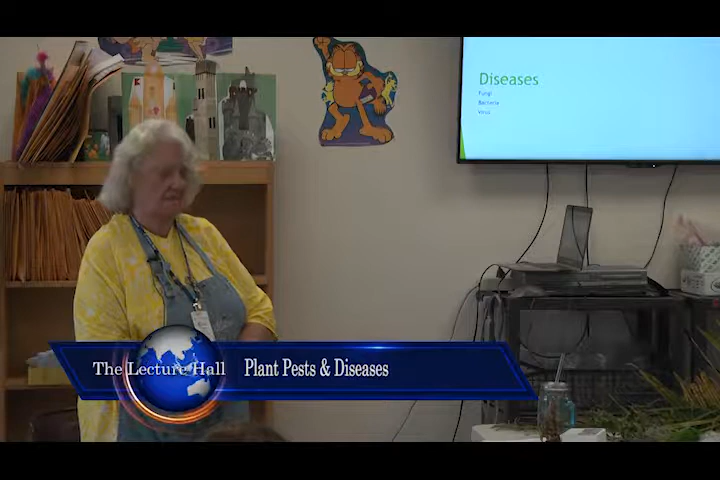 Diseases
Fungi
Bacteria
Virus
The Lecture Hall
Plant Pests & Diseases